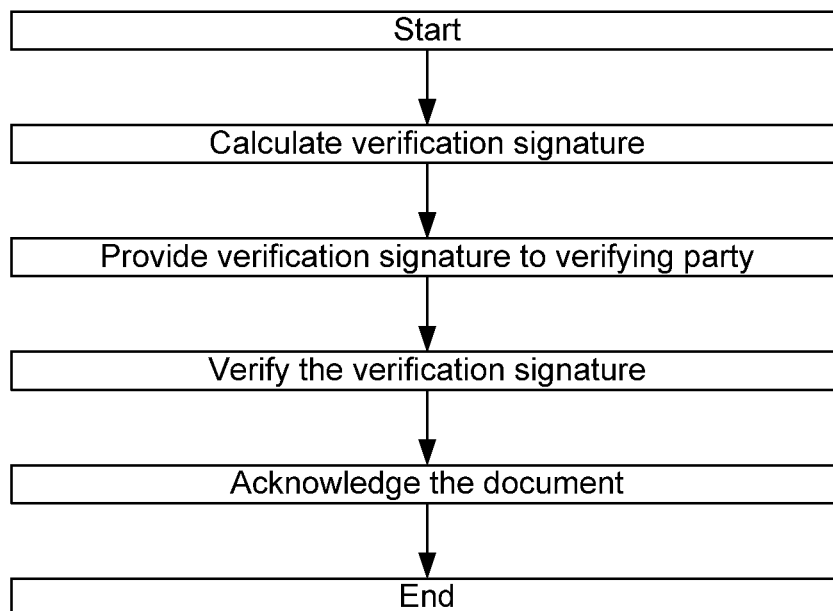 Start
Calculate verification signature
Provide verification signature to verifying party
Verify the verification signature
Acknowledge the document
End